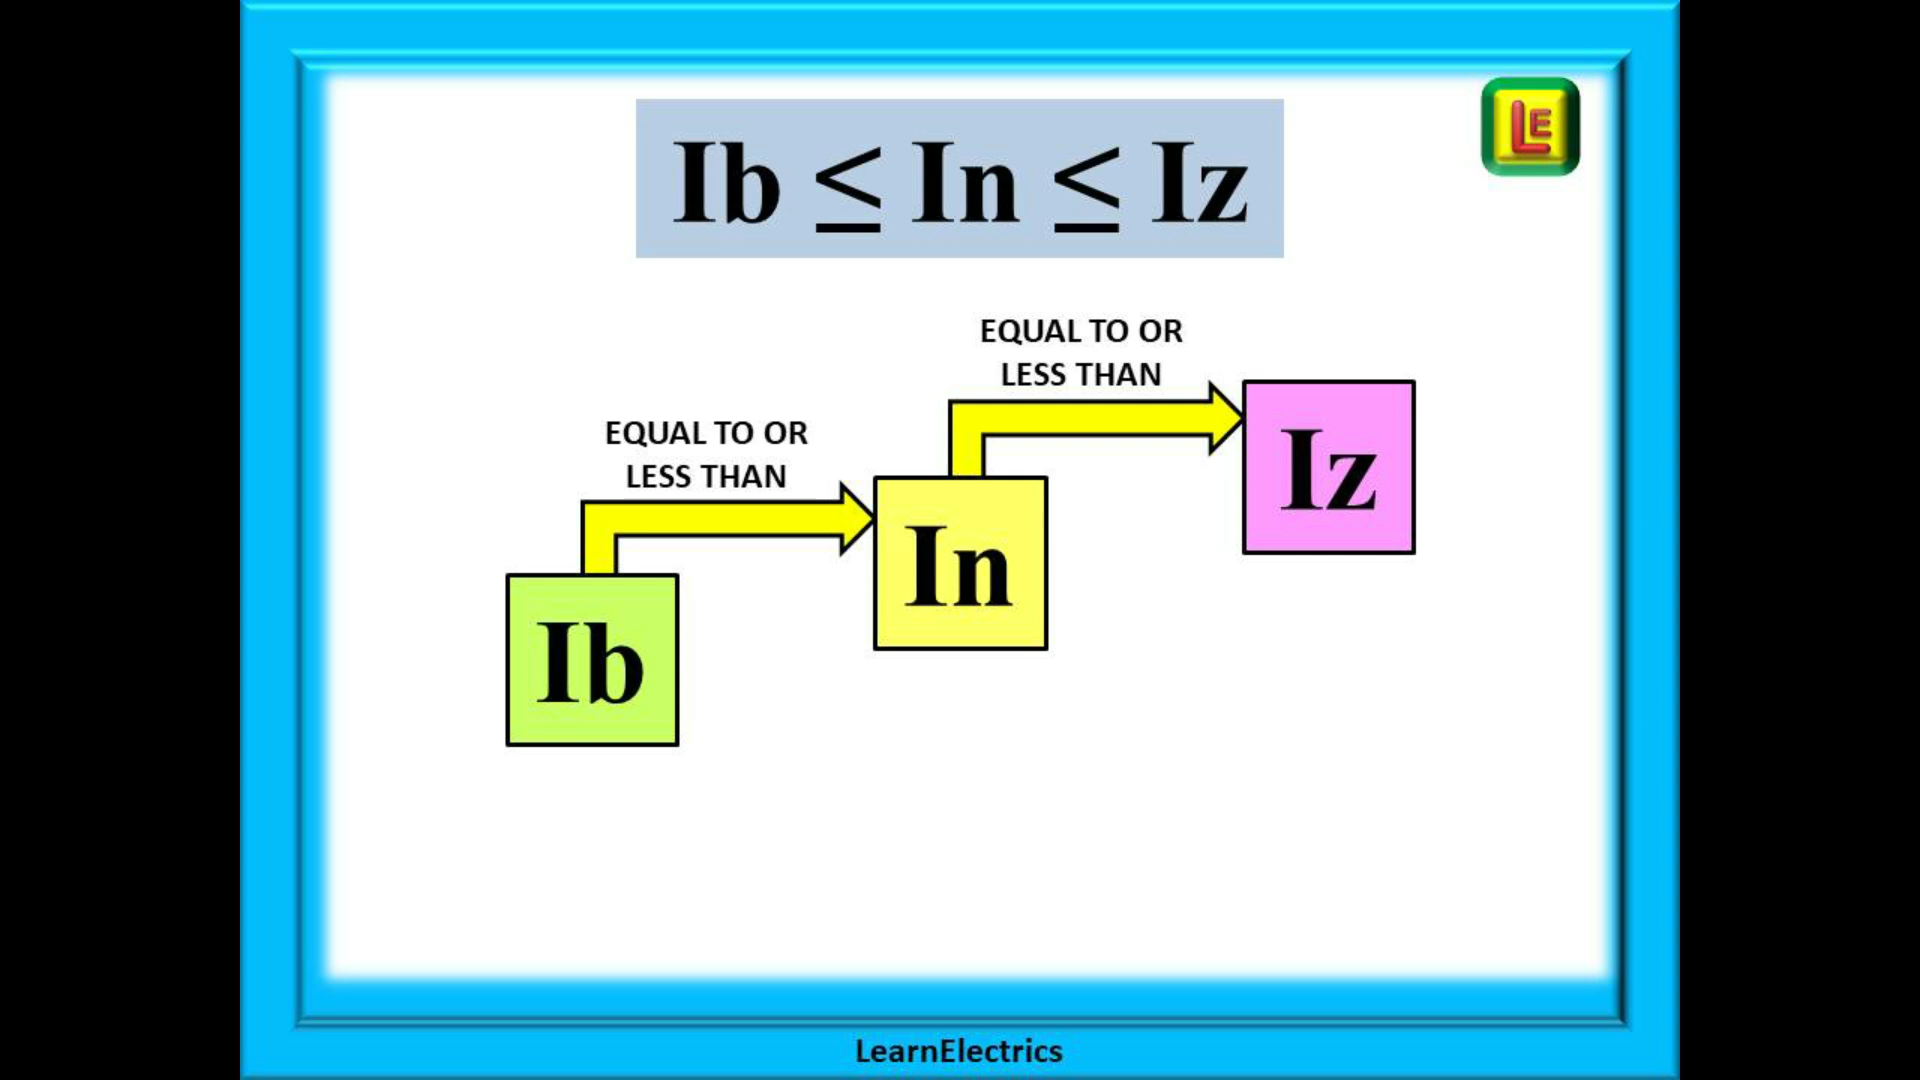 Ib ≤ In ≤ Iz
LE
EQUAL TO OR
LESS THAN
EQUAL TO OR
LESS THAN
Iz
In
Ib
LearnElectrics